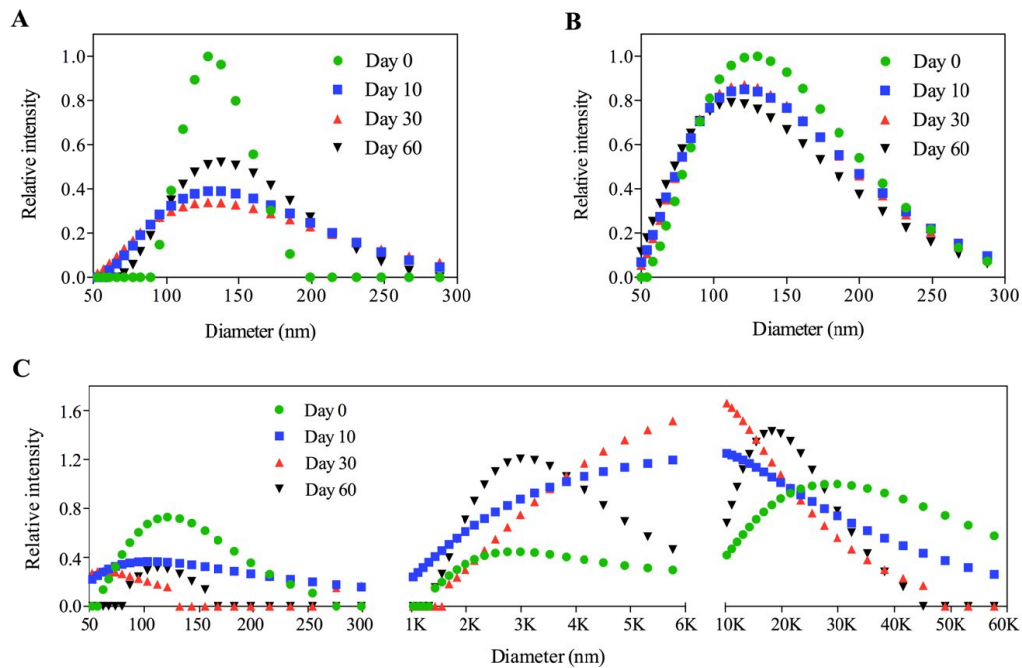 A
Relative intensity
1.0
0.8
0.6
0.4
0.2
0.0
50 100 150 200 250 300
Diameter (nm)
Day 0
Day 10
Day 30
Day 60
B
Relative intensity
1.0
0.8
0.6
0.4
0.2
0.0
50 100 150 200 250 300
Diameter (nm)
Day 0
Day 10
Day 30
Day 60
C
Relative intensity
1.6
1.2
0.8
0.4
0.0
Day 0
Day 10
Day 30
Day 60
50 100 150 200 250 300 1K 2K 3K 4K 5K 6K 10K 20K 30K 40K 50K 60K
Diameter (nm)